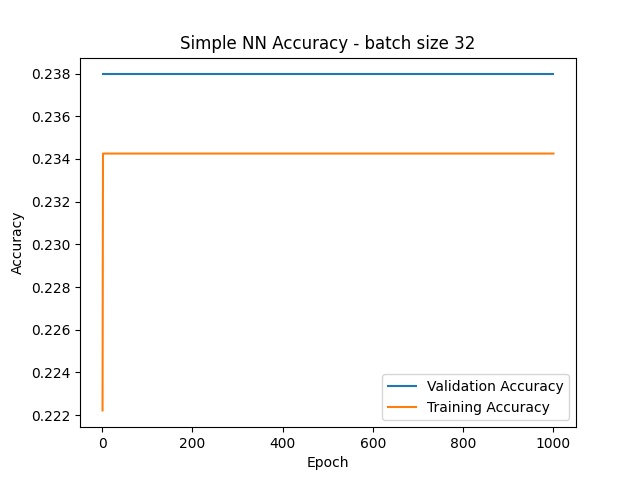 Simple NN Accuracy - batch size 32
0.238
0.236
0.234
0.232
0.230
0.228
0.226
0.224
0.222
Accuracy
Validation Accuracy
Training Accuracy
0 200 400 600 800 1000
Epoch